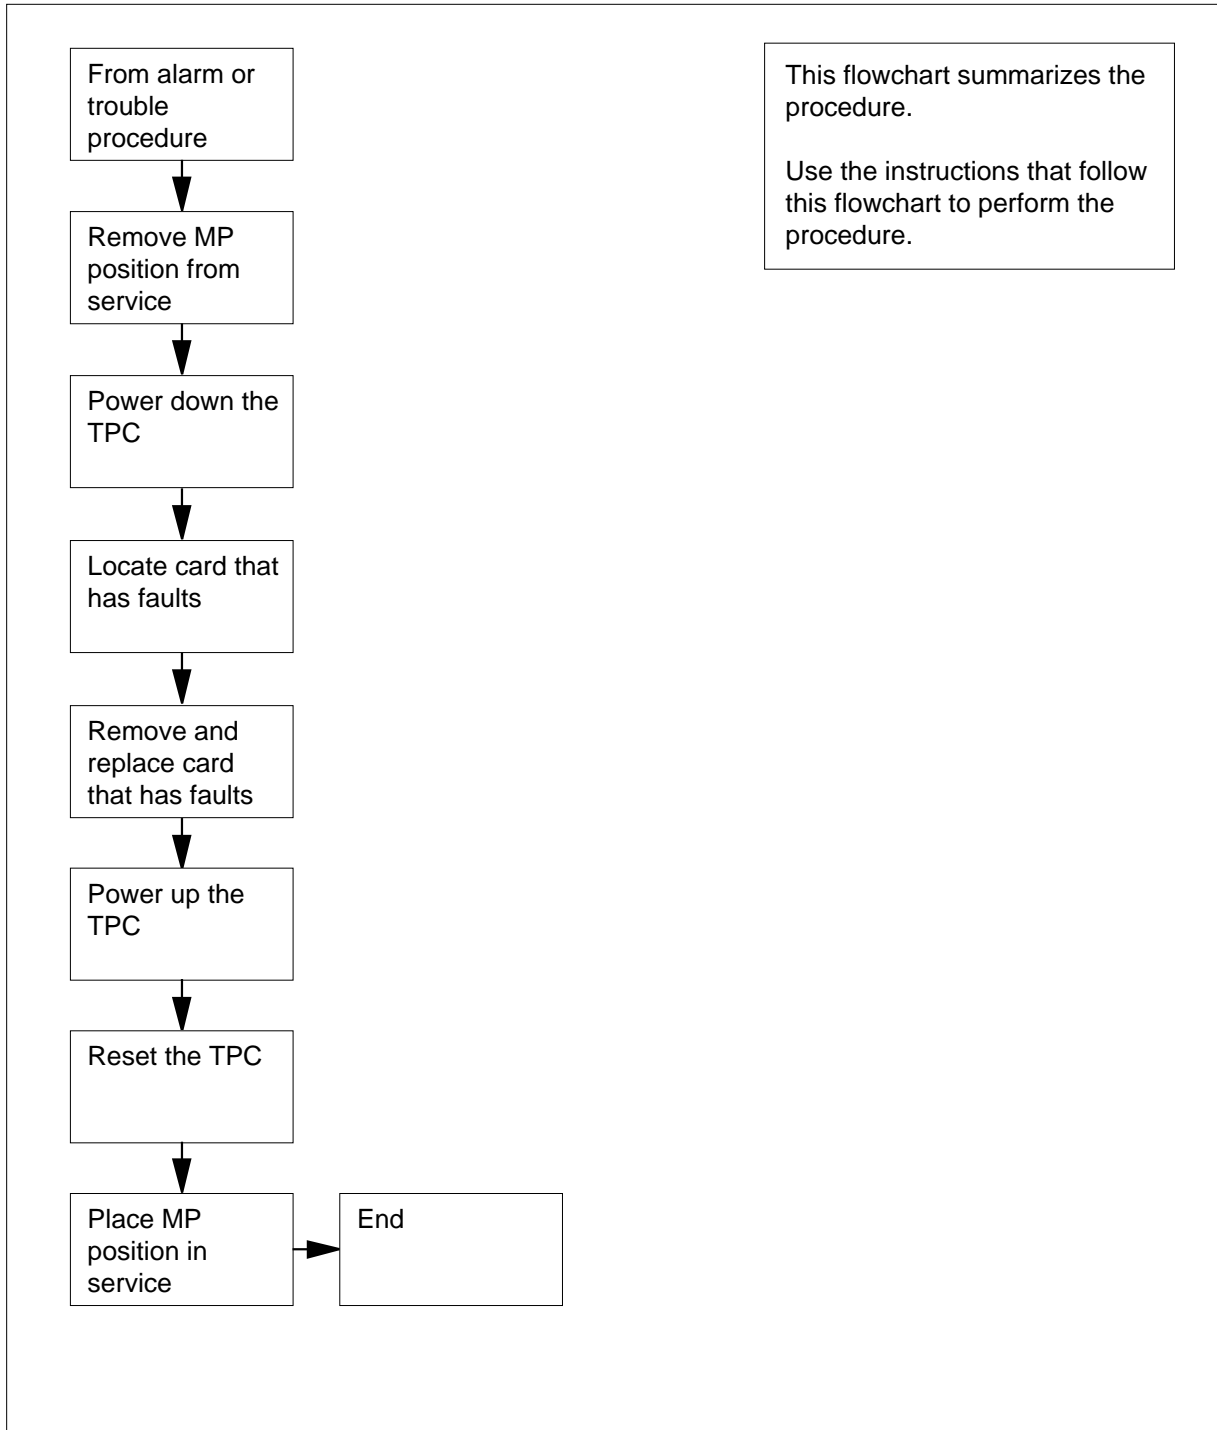 From alarm or
trouble
procedure
Remove MP
position from
service
Power down the
TPC
Locate card that
has faults
Remove and
replace card
that has faults
Power up the
TPC
Reset the TPC
Place MP
position in
service
End
This flowchart summarizes the
procedure.
Use the instructions that follow
this flowchart to perform the
procedure.